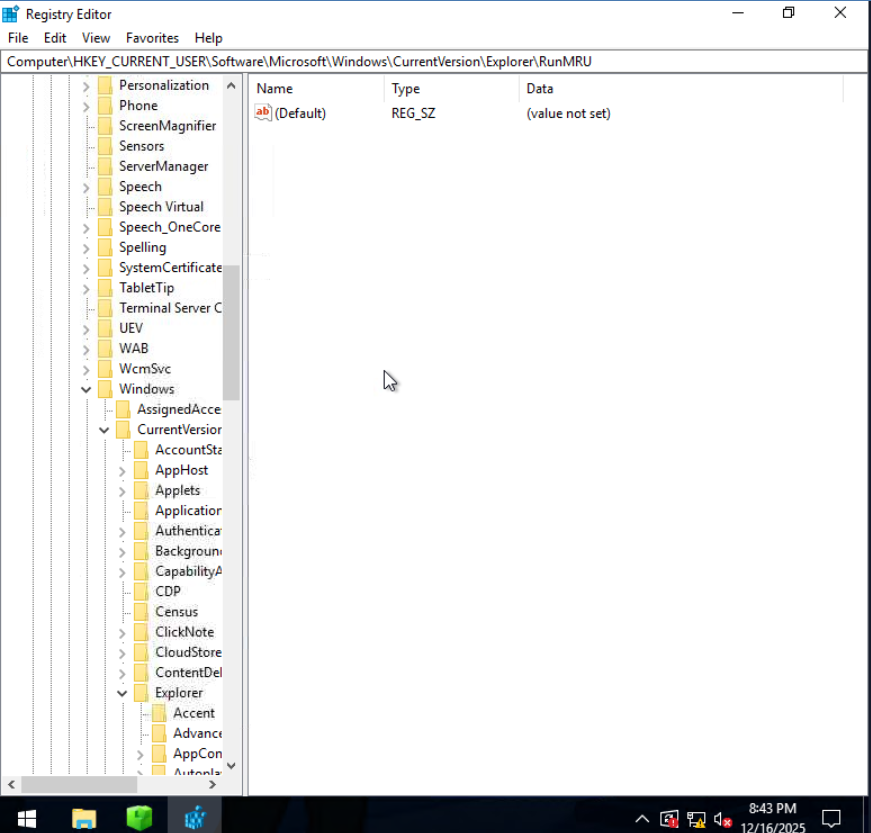 Registry Editor
File Edit View Favorites Help
Computer\HKEY_CURRENT_USER\Software\Microsoft\Windows\CurrentVersion\Explorer\RunMRU
Personalization
Phone
ScreenMagnifier
Sensors
ServerManager
Speech
Speech Virtual
Speech_OneCore
Spelling
SystemCertificate
TabletTip
Terminal Server C
UEV
WAB
WcmSvc
Windows
AssignedAcce
CurrentVersion
AccountSta
AppHost
Applets
Application
Authentica
Backgroun
CapabilityA
CDP
Census
ClickNote
CloudStore
ContentDel
Explorer
Accent
Advance
AppCon
Autopla
Name Type Data
ab (Default) REG_SZ (value not set)
8:43 PM
12/16/2025